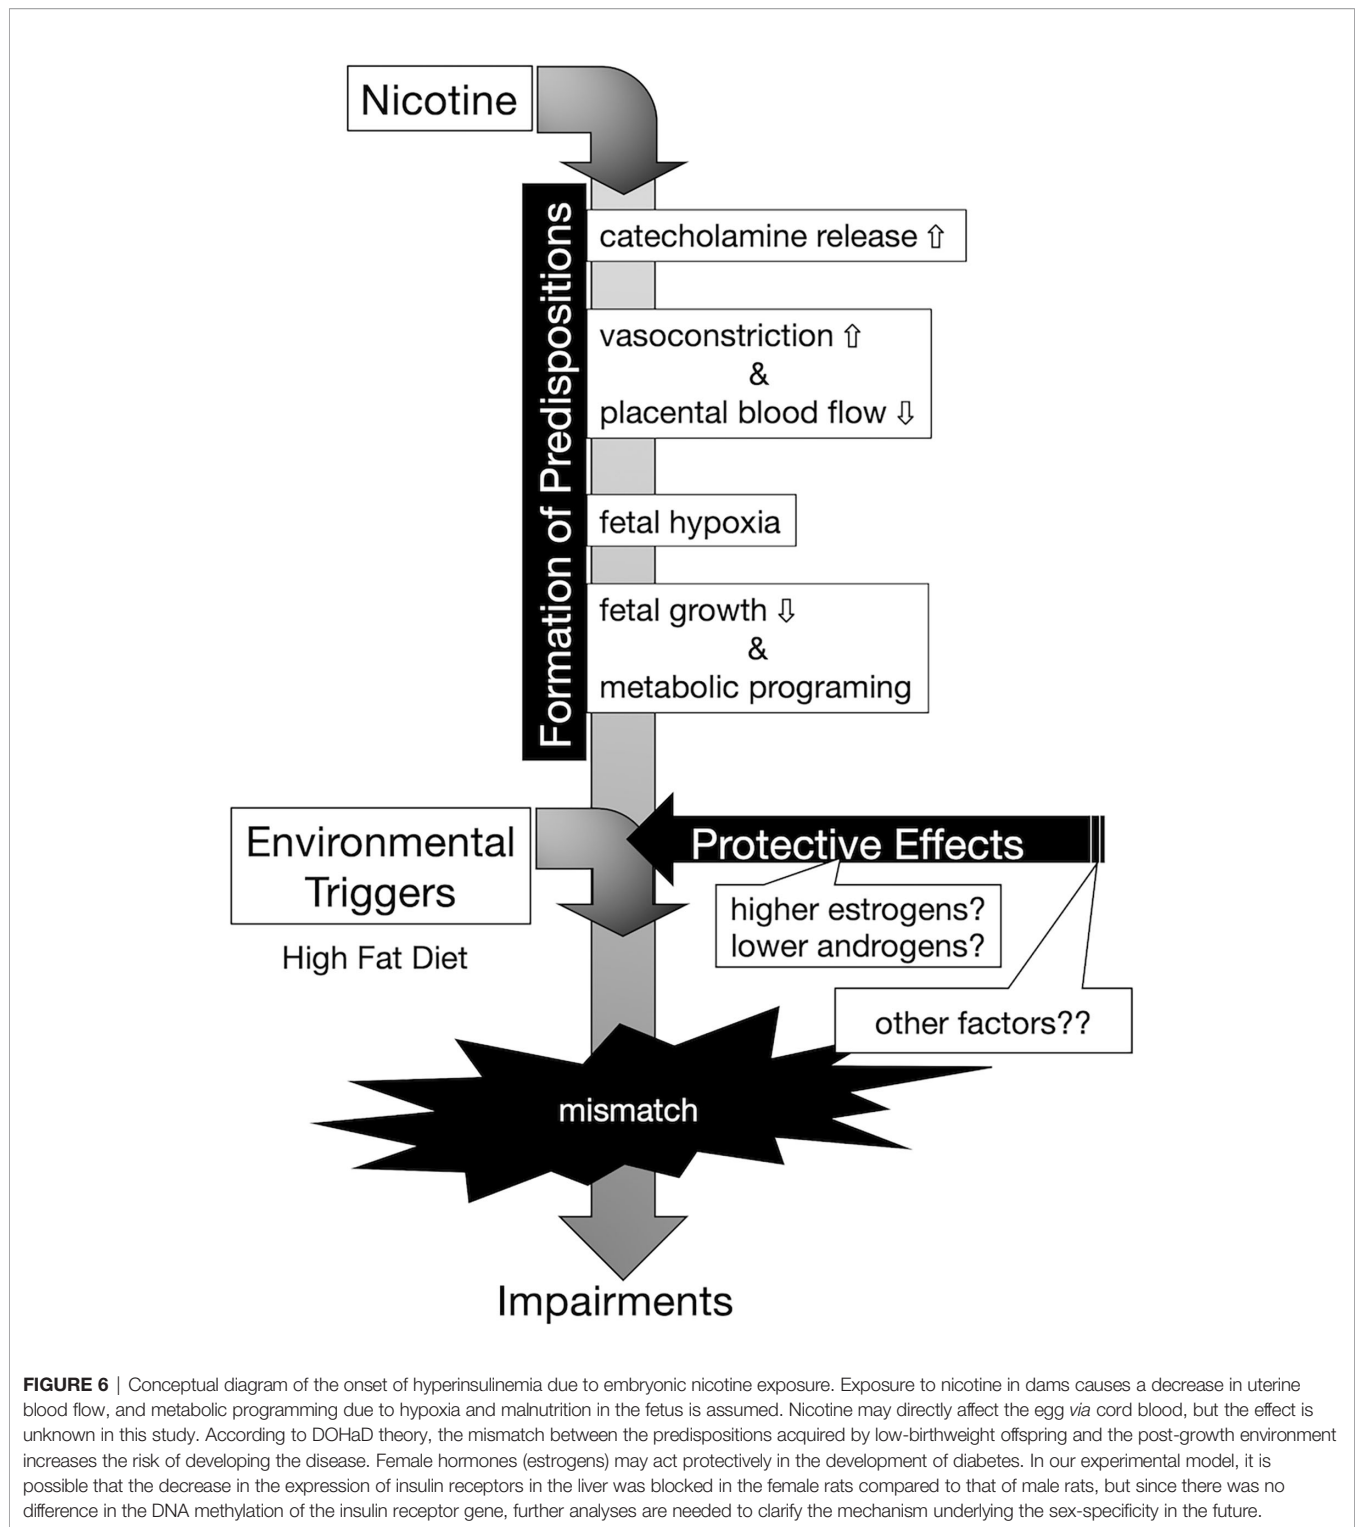 Nicotine
Formation of Predispositions
catecholamine release ⇧
vasoconstriction ⇧
&
placental blood flow ⇩
fetal hypoxia
fetal growth ⇩
&
metabolic programing
Environmental
Triggers
High Fat Diet
Protective Effects
higher estrogens?
lower androgens?
other factors??
mismatch
Impairments
FIGURE 6 | Conceptual diagram of the onset of hyperinsulinemia due to embryonic nicotine exposure. Exposure to nicotine in dams causes a decrease in uterine
blood flow, and metabolic programming due to hypoxia and malnutrition in the fetus is assumed. Nicotine may directly affect the egg via cord blood, but the effect is
unknown in this study. According to DOHaD theory, the mismatch between the predispositions acquired by low-birthweight offspring and the post-growth environment
increases the risk of developing the disease. Female hormones (estrogens) may act protectively in the development of diabetes. In our experimental model, it is
possible that the decrease in the expression of insulin receptors in the liver was blocked in the female rats compared to that of male rats, but since there was no
difference in the DNA methylation of the insulin receptor gene, further analyses are needed to clarify the mechanism underlying the sex-specificity in the future.